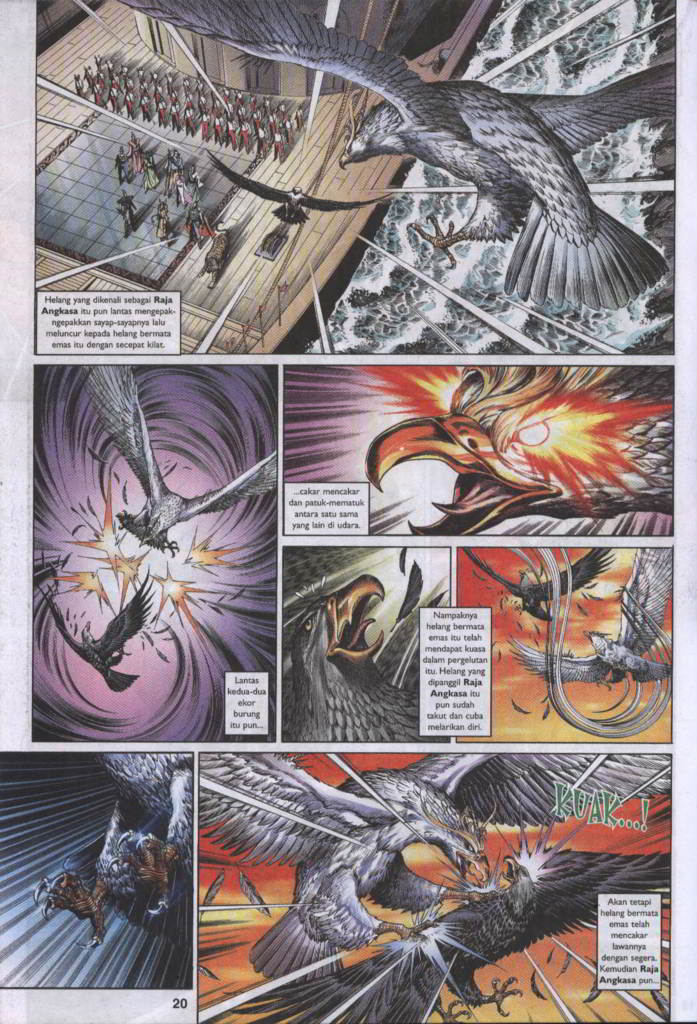 Helang yang dikenali sebagai Raja
Angkasa itu pun lantas mengepak-
ngepakkan sayap-sayapnya lalu
meluncur kepada helang bermata
emas itu dengan secepat kilat.
Lantas
kedua-dua
ekor
burung
itu pun...
...cakar mencakar
dan patuk-mematuk
antara satu sama
yang lain di udara.
Nampaknya
helang bermata
emas itu telah
mendapat kuasa
dalam pergelutan
itu. Helang yang
dipanggil Raja
Angkasa itu
pun sudah
takut dan cuba
melarikan diri.
KUAK...!
Akan tetapi
helang bermata
emas telah
mencakar
lawannya
dengan segera.
Kemudian Raja
Angkasa pun...
20